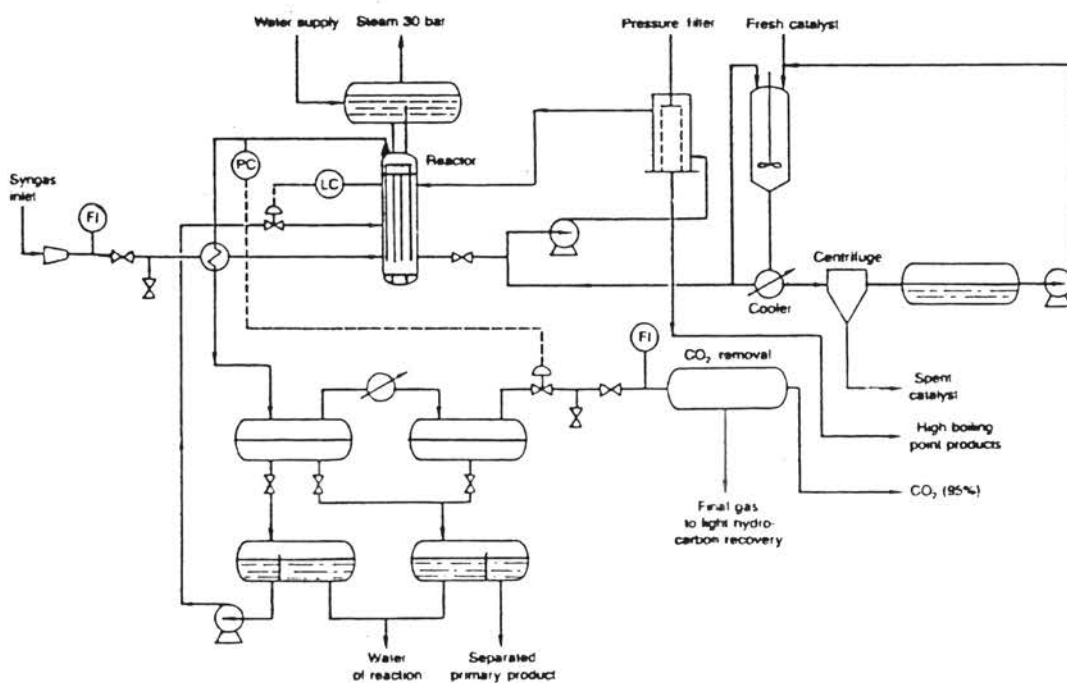 Water supply
Steam 30 bar
Pressure filter
Fresh catalyst
Reactor
PC
LC
Syngas
inlet
FI
Centrifuge
Cooler
FI
CO₂ removal
Spent
catalyst
High boiling
point products
CO₂ (95%)
Final gas
to light hydro-
carbon recovery
Water
of reaction
Separated
primary product